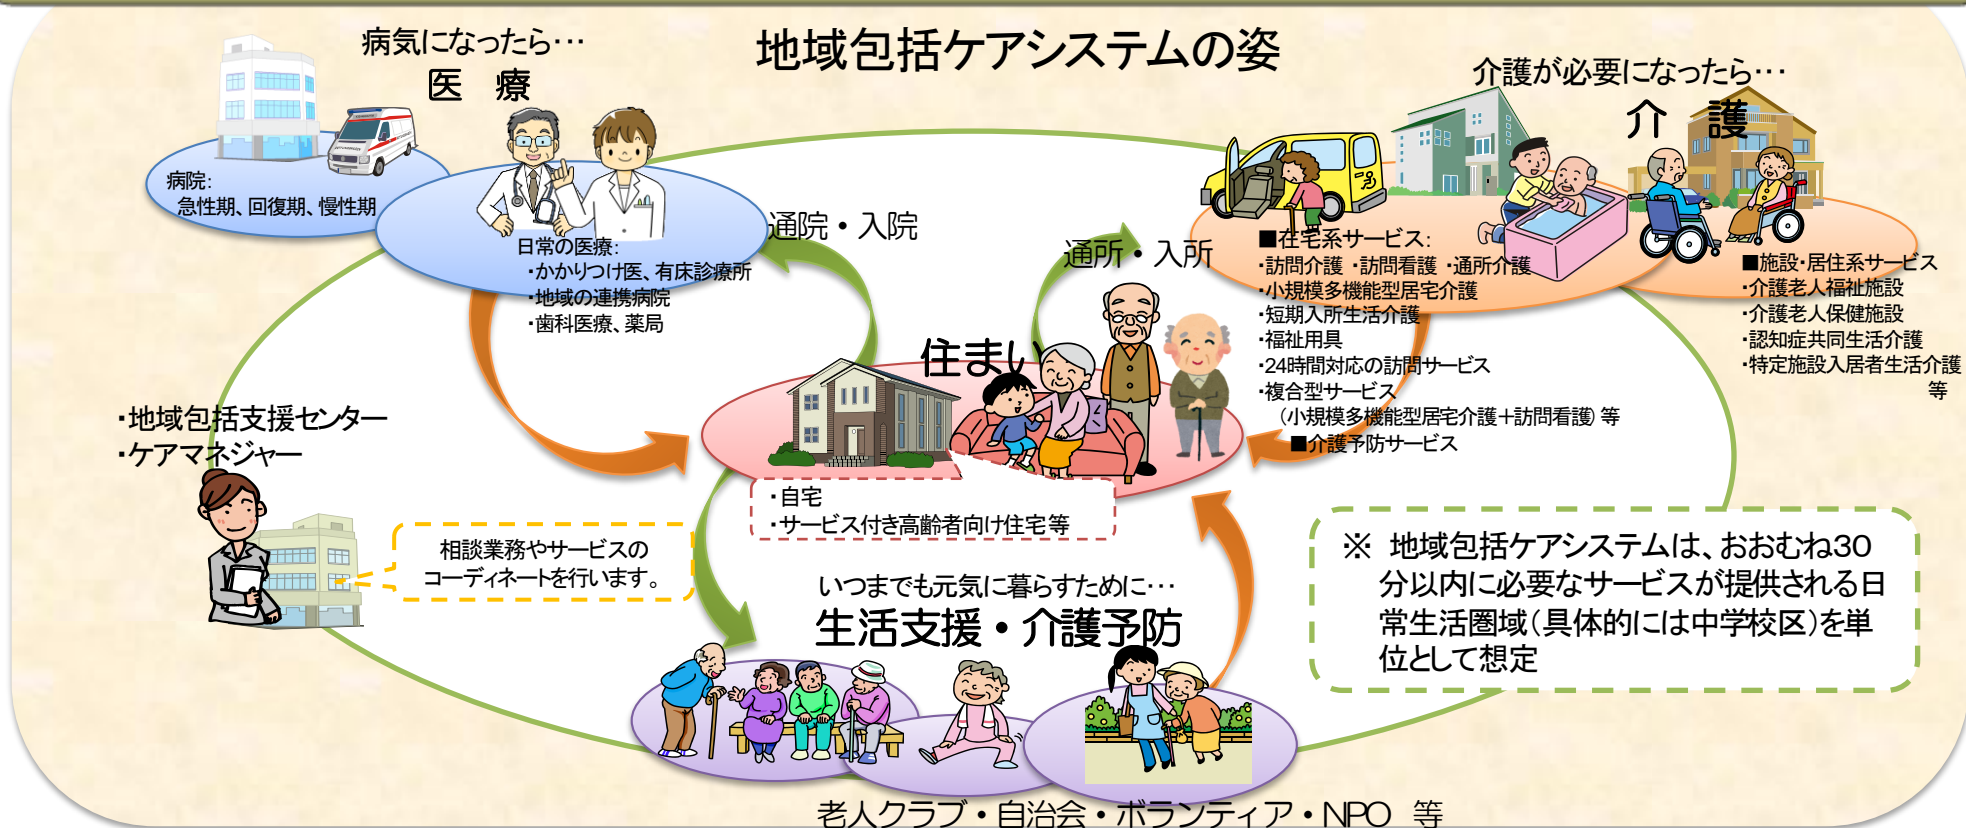 地域包括ケアシステムの姿
病気になったら･･･
医 療
病院:
急性期、回復期、慢性期
日常の医療:
・かかりつけ医、有床診療所
・地域の連携病院
・歯科医療、薬局
通院・入院
通所・入所
介護が必要になったら･･･
介 護
■在宅系サービス:
・訪問介護 ・訪問看護 ・通所介護
・小規模多機能型居宅介護
・短期入所生活介護
・福祉用具
・24時間対応の訪問サービス
・複合型サービス
（小規模多機能型居宅介護＋訪問看護）等
■介護予防サービス
■施設・居住系サービス
・介護老人福祉施設
・介護老人保健施設
・認知症共同生活介護
・特定施設入居者生活介護
等
住まい
・自宅
・サービス付き高齢者向け住宅等
・地域包括支援センター
・ケアマネジャー
相談業務やサービスの
コーディネートを行います。
いつまでも元気に暮らすために･･･
生活支援・介護予防
老人クラブ・自治会・ボランティア・NPO 等
※ 地域包括ケアシステムは、おおむね30
分以内に必要なサービスが提供される日
常生活圏域（具体的には中学校区）を単
位として想定